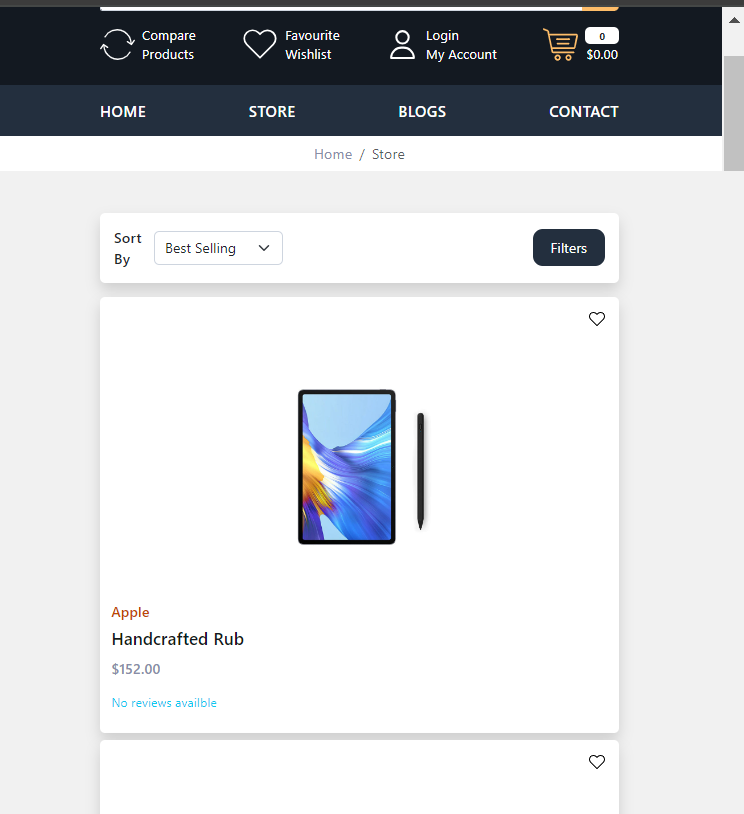 Compare
Products
Favourite
Wishlist
Login
My Account
0
$0.00
HOME STORE BLOGS CONTACT
Home / Store
Sort
By
Best Selling
Filters
Apple
Handcrafted Rub
$152.00
No reviews availble